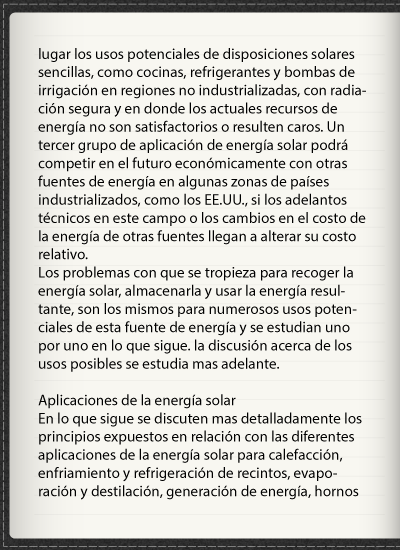 lugar los usos potenciales de disposiciones solares
sencillas, como cocinas, refrigerantes y bombas de
irrigación en regiones no industrializadas, con radia-
ción segura y en donde los actuales recursos de
energía no son satisfactorios o resulten caros. Un
tercer grupo de aplicación de energía solar podrá
competir en el futuro económicamente con otras
fuentes de energía en algunas zonas de países
industrializados, como los EE.UU., si los adelantos
técnicos en este campo o los cambios en el costo de
la energía de otras fuentes llegan a alterar su costo
relativo.
Los problemas con que se tropieza para recoger la
energía solar, almacenarla y usar la energía resul-
tante, son los mismos para numerosos usos poten-
ciales de esta fuente de energía y se estudian uno
por uno en lo que sigue. la discusión acerca de los
usos posibles se estudia mas adelante.
Aplicaciones de la energía solar
En lo que sigue se discuten mas detalladamente los
principios expuestos en relación con las diferentes
aplicaciones de la energía solar para calefacción,
enfriamiento y refrigeración de recintos, evapo-
ración y destilación, generación de energía, hornos